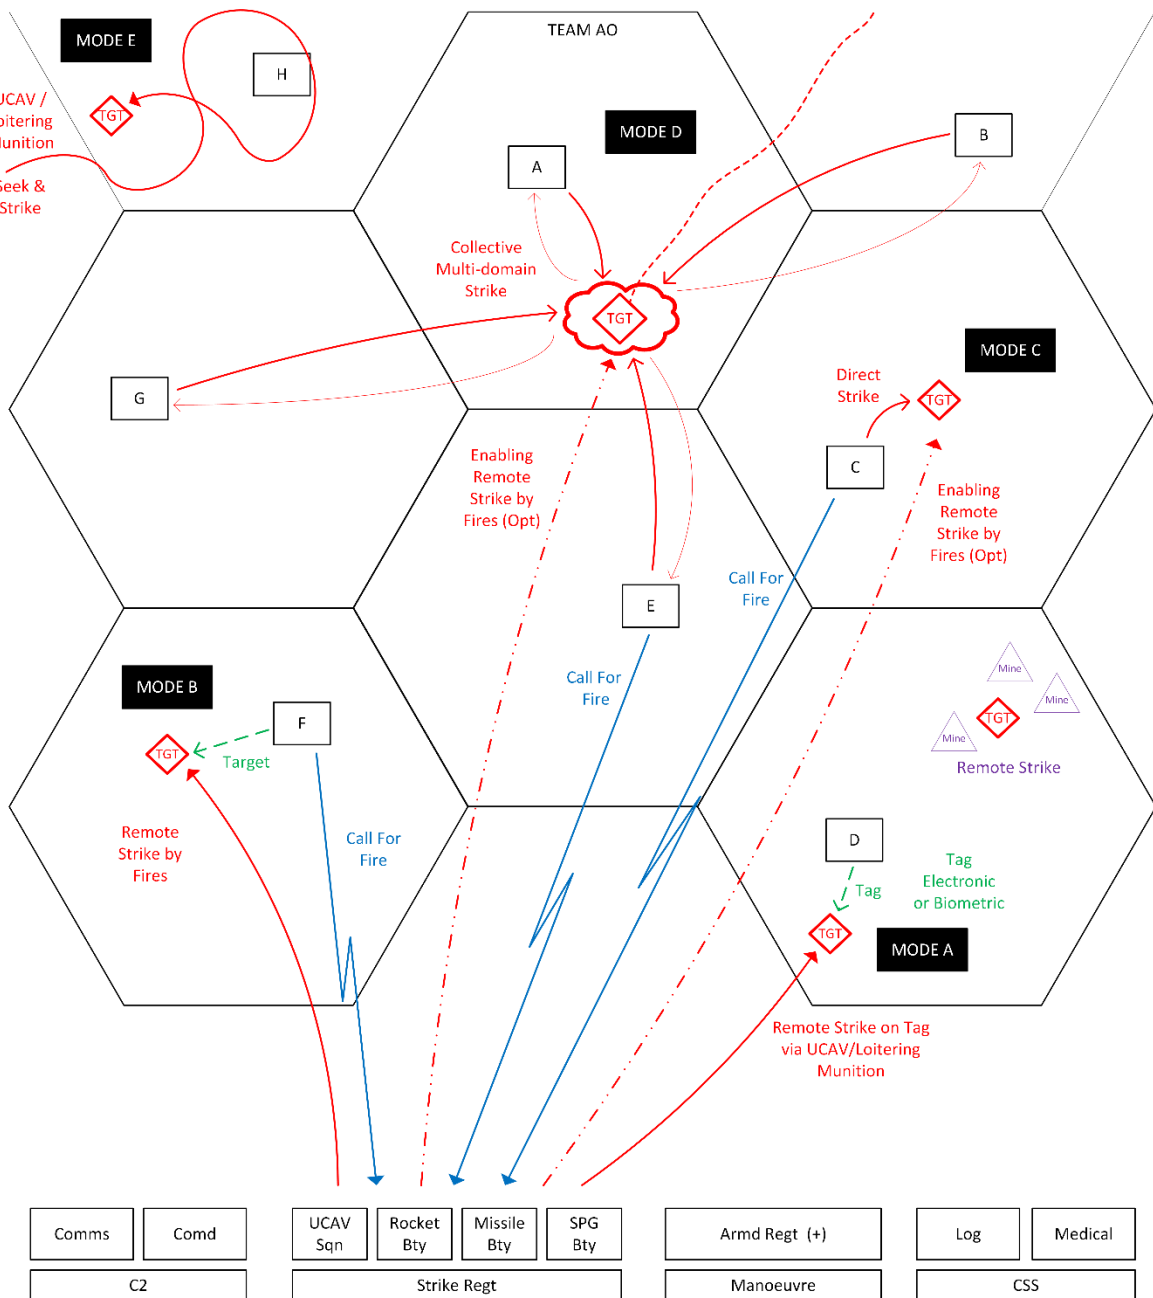 TEAM AO
MODE E
H
TGT
UCAV /
oitering
unition
Seek &
Strike
MODE D
A
B
Collective
Multi-domain
Strike
TGT
MODE C
Direct
Strike
TGT
G
C
Enabling
Remote
Strike by
Fires (Opt)
Enabling
Remote
Strike by
Fires (Opt)
Call For
Fire
E
Call For
Fire
MODE B
F
TGT
Target
Remote
Strike by
Fires
Call For
Fire
Mine
Mine
TGT
Mine
Remote Strike
D
Tag
Tag
Electronic
or Biometric
TGT
MODE A
Remote Strike on Tag
via UCAV/Loitering
Munition
Comms
Comd
C2
UCAV
Sqn
Rocket
Bty
Missile
Bty
SPG
Bty
Strike Regt
Armd Regt (+)
Manoeuvre
Log
Medical
CSS